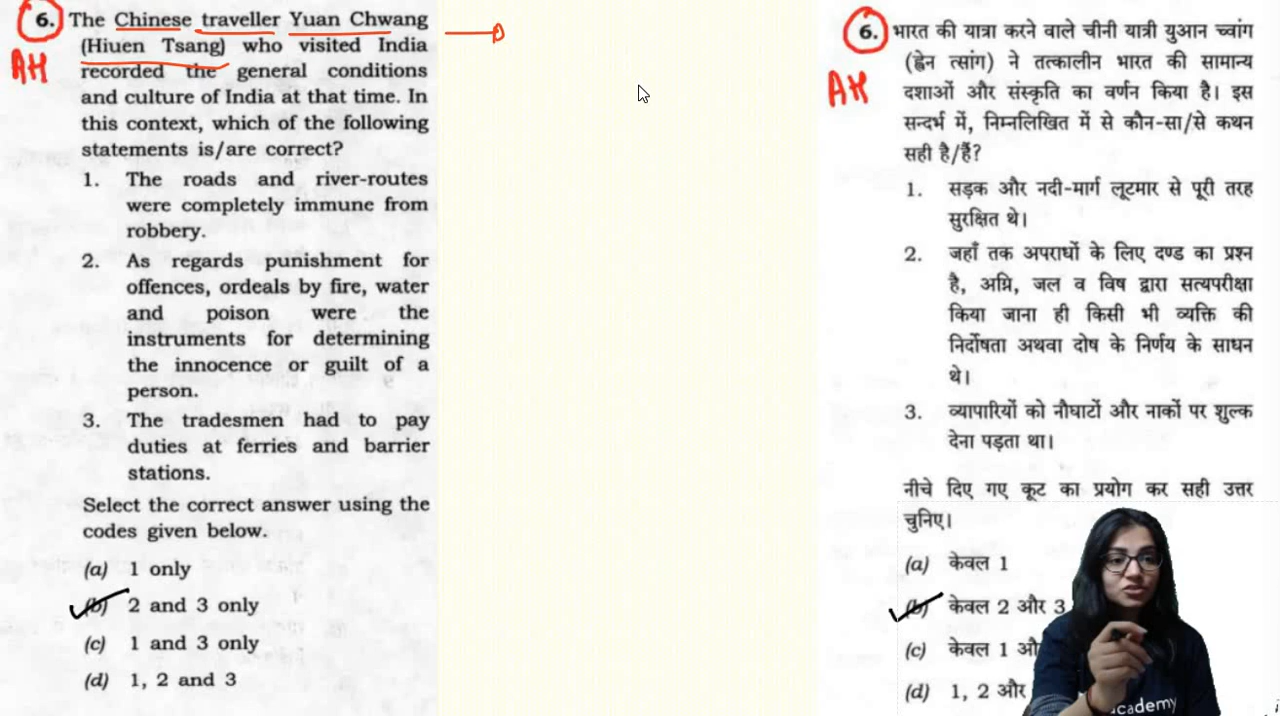 6. The Chinese traveller Yuan Chwang
(Hiuen Tsang) who visited India
AH
recorded the general conditions
and culture of India at that time. In
this context, which of the following
statements is/are correct?
1. The roads and river-routes
were completely immune from
robbery.
2. As regards punishment for
offences, ordeals by fire, water
and poison were the
instruments for determining
the innocence or guilt of a
person.
3. The tradesmen had to pay
duties at ferries and barrier
stations.
Select the correct answer using the
codes given below.
(a) 1 only
(b) 2 and 3 only
(c) 1 and 3 only
(d) 1, 2 and 3
6. भारत की यात्रा करने वाले चीनी यात्री युआन च्वांग
(ह्वेन त्सांग) ने तत्कालीन भारत की सामान्य
AH
दशाओं और संस्कृति का वर्णन किया है। इस
सन्दर्भ में, निम्नलिखित में से कौन-सा/से कथन
सही है/हैं?
1. सड़क और नदी-मार्ग लूटमार से पूरी तरह
सुरक्षित थे।
2. जहाँ तक अपराधों के लिए दण्ड का प्रश्न
है, अग्नि, जल व विष द्वारा सत्यपरीक्षा
किया जाना ही किसी भी व्यक्ति की
निर्दोषता अथवा दोष के निर्णय के साधन
थे।
3. व्यापारियों को नौघाटों और नाकों पर शुल्क
देना पड़ता था।
नीचे दिए गए कूट का प्रयोग कर सही उत्तर
चुनिए।
(a) केवल 1
(b) केवल 2 और 3
(c) केवल 1
(d) 1, 2 और
academy